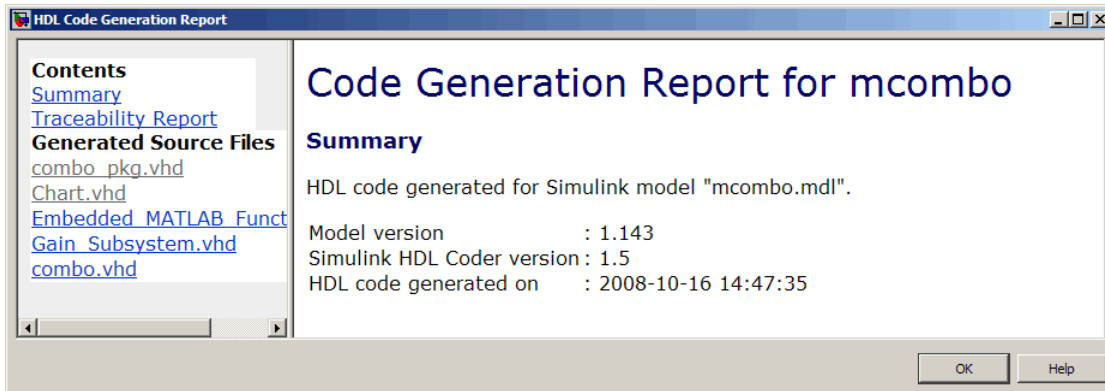 HDL Code Generation Report
Contents
Summary
Traceability Report
Generated Source Files
combo_pkg.vhd
Chart.vhd
Embedded_MATLAB_Funct
Gain_Subsystem.vhd
combo.vhd
Code Generation Report for mcombo
Summary
HDL code generated for Simulink model "mcombo.mdl".
Model version : 1.143
Simulink HDL Coder version : 1.5
HDL code generated on : 2008-10-16 14:47:35
OK Help